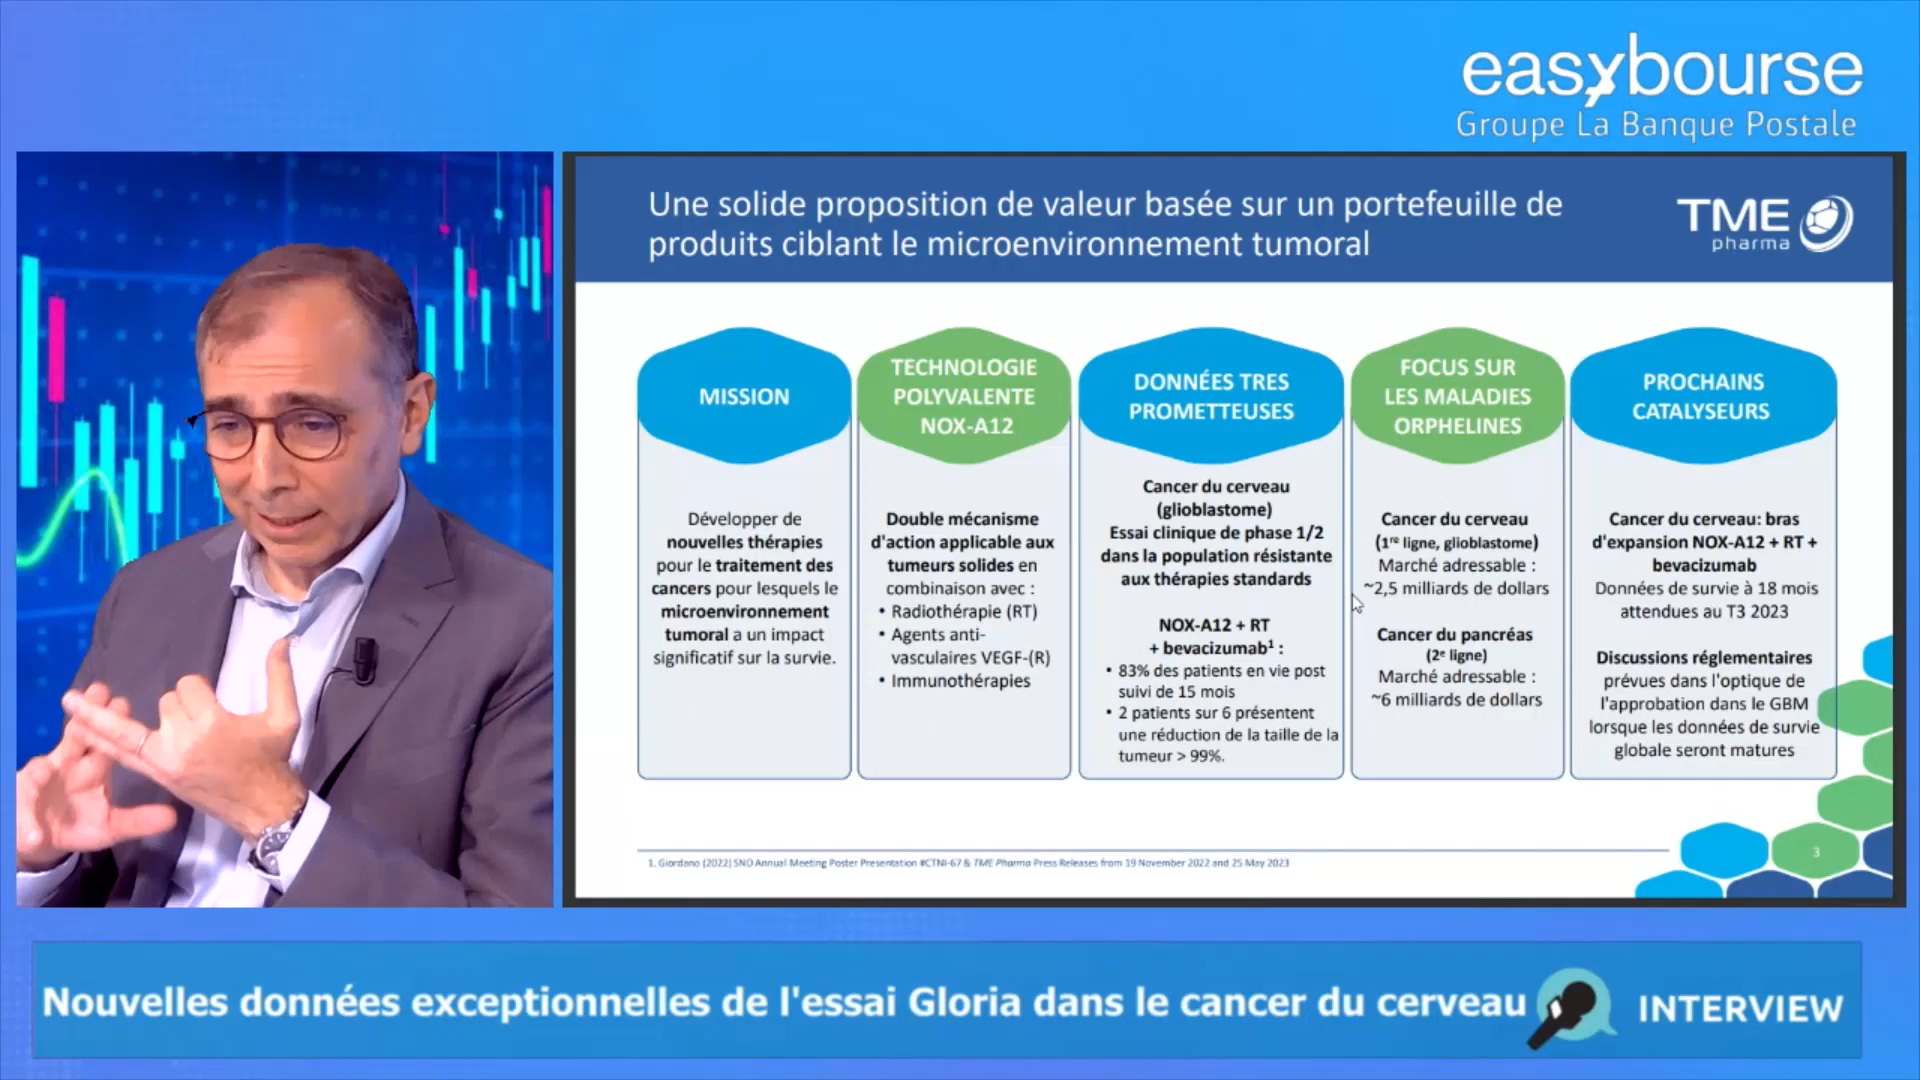 easybourse
Groupe La Banque Postale
Une solide proposition de valeur basée sur un portefeuille de
produits ciblant le microenvironnement tumoral
TME
pharma
MISSION
Développer de
nouvelles thérapies
pour le traitement des
cancers pour lesquels le
microenvironnement
tumoral a un impact
significatif sur la survie.
TECHNOLOGIE
POLYVALENTE
NOX-A12
Double mécanisme
d'action applicable aux
tumeurs solides en
combinaison avec :
• Radiothérapie (RT)
• Agents anti-
vasculaires VEGF-(R)
• Immunothérapies
DONNÉES TRES
PROMETTEUSES
Cancer du cerveau
(glioblastome)
Essai clinique de phase 1/2
dans la population résistante
aux thérapies standards
NOX-A12 + RT
+ bevacizumab¹ :
• 83% des patients en vie post
suivi de 15 mois
• 2 patients sur 6 présentent
une réduction de la taille de la
tumeur > 99%.
FOCUS SUR
LES MALADIES
ORPHELINES
Cancer du cerveau
(1re ligne, glioblastome)
Marché adressable :
~2,5 milliards de dollars
Cancer du pancréas
(2e ligne)
Marché adressable :
~6 milliards de dollars
PROCHAINS
CATALYSEURS
Cancer du cerveau: bras
d'expansion NOX-A12 + RT +
bevacizumab
Données de survie à 18 mois
attendues au T3 2023
Discussions réglementaires
prévues dans l'optique de
l'approbation dans le GBM
lorsque les données de survie
globale seront matures
1. Giordano (2022) SNO Annual Meeting Poster Presentation #CTNI-67 & TME Pharma Press Releases from 19 November 2022 and 25 May 2023
3
Nouvelles données exceptionnelles de l'essai Gloria dans le cancer du cerveau
INTERVIEW